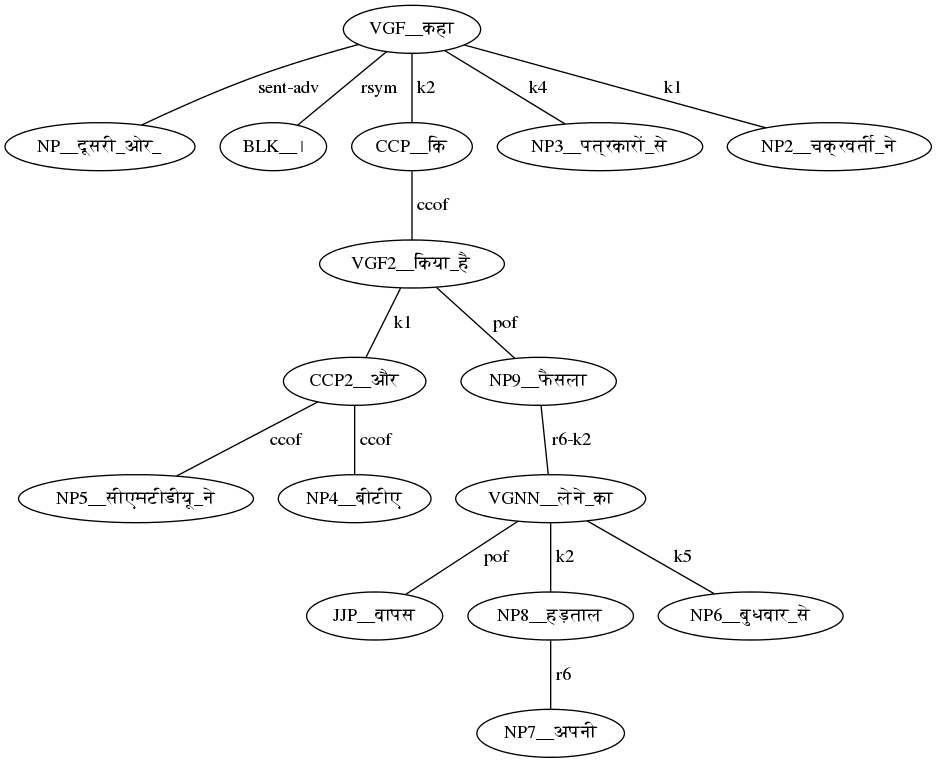 VGF__कहा
sent-adv rsym k2 k4 k1
NP__दूसरी_ओर_ BLK__। CCP__कि NP3__पत्रकारों_से NP2__चक्रवर्ती_ने
ccof
VGF2__किया_है
k1 pof
CCP2__और NP9__फैसला
ccof ccof r6-k2
NP5__सीएमटीडीयू_ने NP4__बीटीए VGNN__लेने_का
pof k2 k5
JJP__वापस NP8__हड़ताल NP6__बुधवार_से
r6
NP7__अपनी